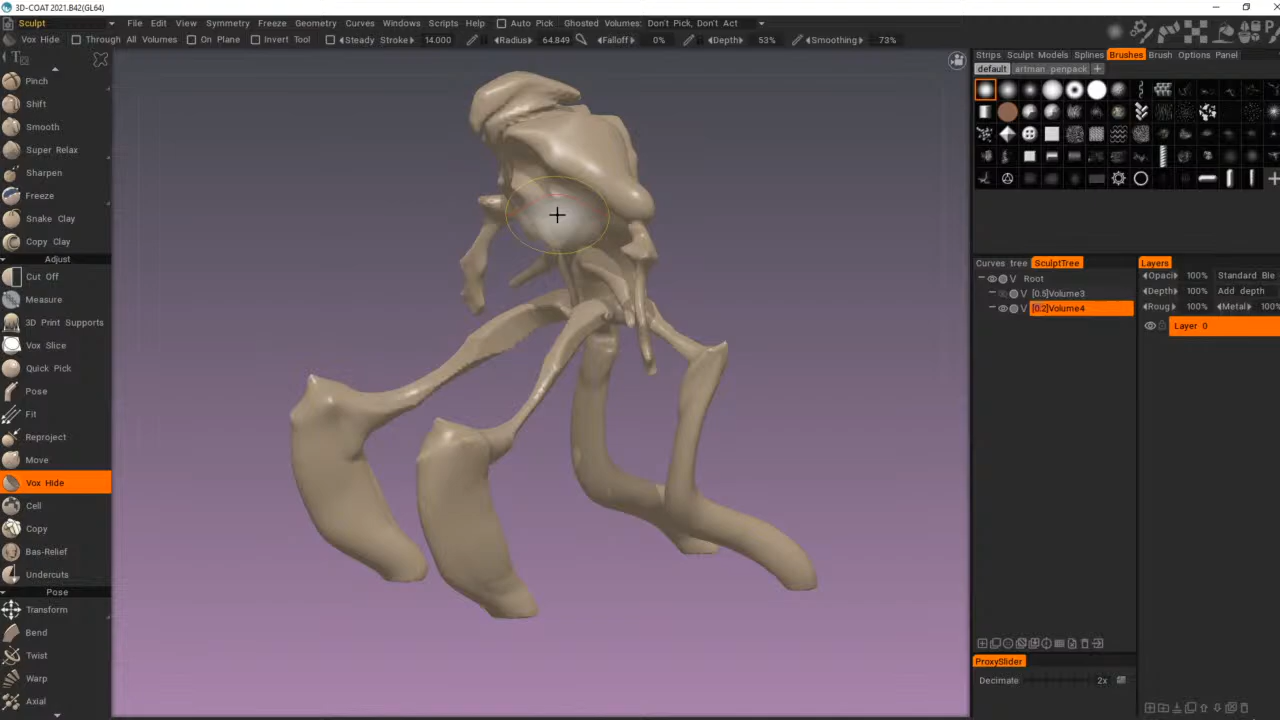 3D-COAT 2021.B42(GL64)
Sculpt File Edit View Symmetry Freeze Geometry Curves Windows Scripts Help Auto Pick Ghosted Volumes: Don't Pick, Don't Act
Vox Hide Through All Volumes On Plane Invert Tool Steady Stroke 14.000 Radius 64.849 Falloff 0% Depth 53% Smoothing 73%
Pinch
Shift
Smooth
Super Relax
Sharpen
Freeze
Snake Clay
Copy Clay
Adjust
Cut Off
Measure
3D Print Supports
Vox Slice
Quick Pick
Pose
Fit
Reproject
Move
Vox Hide
Cell
Copy
Bas-Relief
Undercuts
Pose
Transform
Bend
Twist
Warp
Axial
Strips Sculpt Models Splines Brushes Brush Options Panel
default artman penpack +
Curves tree SculptTree
Root
V [0.5]Volume3
V [0.2]Volume4
ProxySlider
Decimate 2x
Layers
Opaci 100% Standard Ble
Depth 100% Add depth
Roug 100% Metal 100%
Layer 0